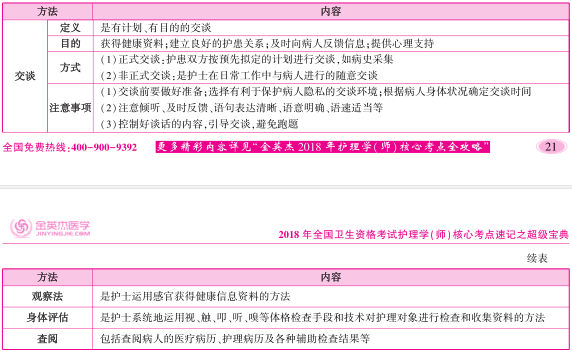 方法 内容
交谈 定义 是有计划、有目的的交谈
目的 获得健康资料;建立良好的护患关系;及时向病人反馈信息;提供心理支持
方式 (1)正式交谈:护患双方按预先拟定的计划进行交谈,如病史采集
(2)非正式交谈:是护士在日常工作中与病人进行的随意交谈
注意事项 (1)交谈前要做好准备;选择有利于保护病人隐私的交谈环境;根据病人身体状况确定交谈时间
(2)注意倾听、及时反馈、语句表达清晰、语意明确、语速适当等
(3)控制好谈话的内容,引导交谈,避免跑题
全国免费热线:400-900-9392 更多精彩内容详见“金英杰2018年护理学(师)核心考点全攻略” 21
金英杰医学
JINYINGJIE.COM
2018年全国卫生资格考试护理学(师)核心考点速记之超级宝典
续表
方法 内容
观察法 是护士运用感官获得健康信息资料的方法
身体评估 是护士系统地运用视、触、叩、听、嗅等体格检查手段和技术对护理对象进行检查和收集资料的方法
查阅 包括查阅病人的医疗病历、护理病历及各种辅助检查结果等